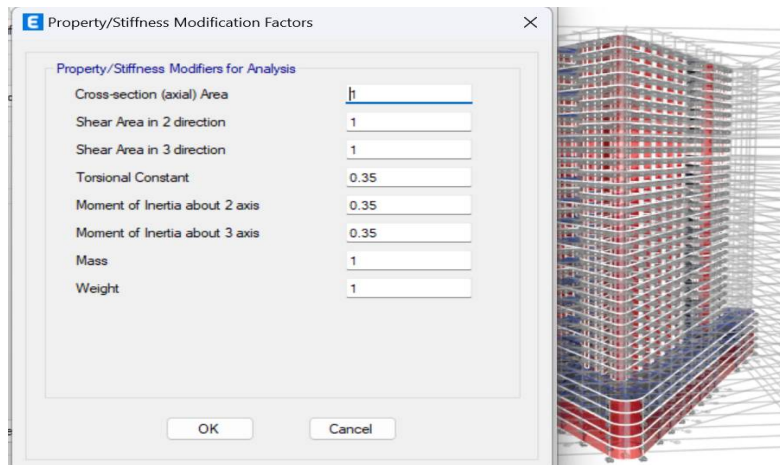 E Property/Stiffness Modification Factors
Property/Stiffness Modifiers for Analysis
Cross-section (axial) Area 1
Shear Area in 2 direction 1
Shear Area in 3 direction 1
Torsional Constant 0.35
Moment of Inertia about 2 axis 0.35
Moment of Inertia about 3 axis 0.35
Mass 1
Weight 1
OK Cancel